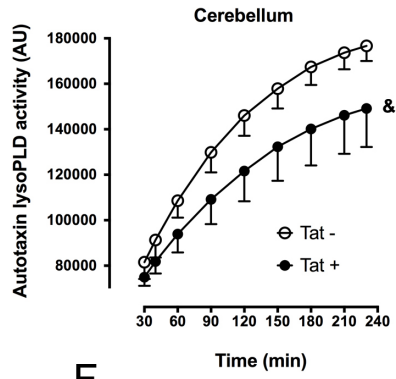 Cerebellum
Autotaxin lysoPLD activity (AU)
180000
160000
140000
120000
100000
80000
&
Tat -
Tat +
30 60 90 120 150 180 210 240
Time (min)